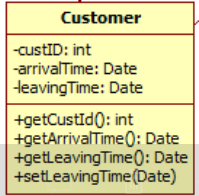 Customer
-custID: int
-arrivalTime: Date
-leavingTime: Date
+getCustId(): int
+getArrivalTime(): Date
+getLeavingTime(): Date
+setLeavingTime(Date)